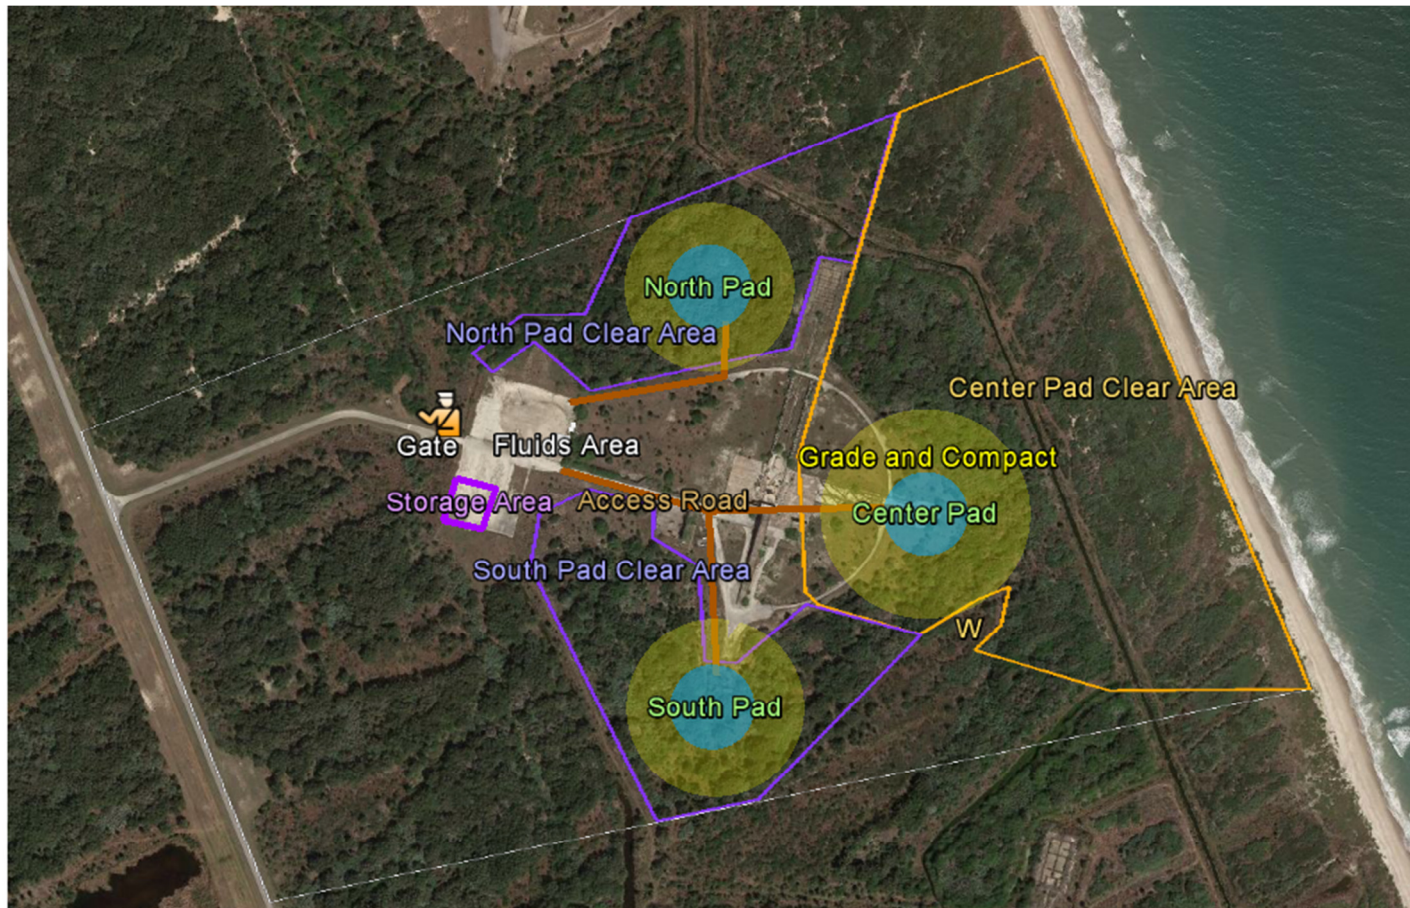 North Pad
North Pad Clear Area
Center Pad Clear Area
Gate
Fluids Area
Grade and Compact
Storage Area
Access Road
Center Pad
South Pad Clear Area
W
South Pad